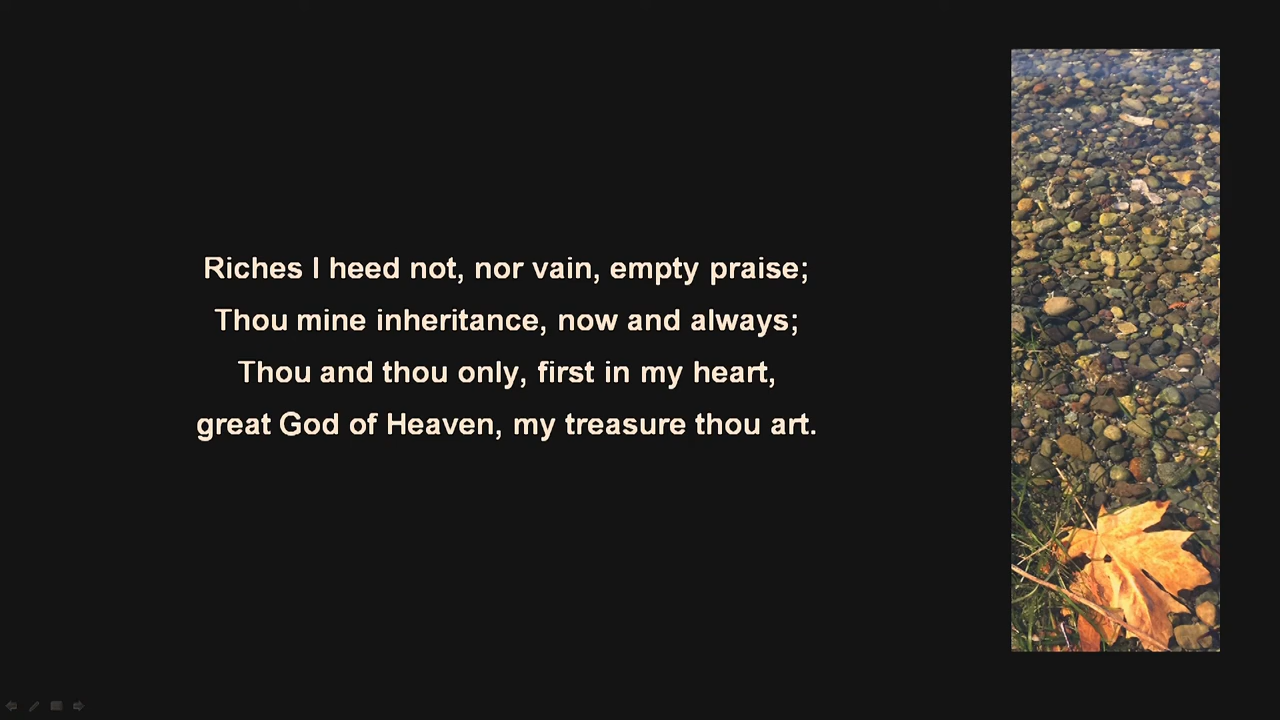 Riches I heed not, nor vain, empty praise;
Thou mine inheritance, now and always;
Thou and thou only, first in my heart,
great God of Heaven, my treasure thou art.